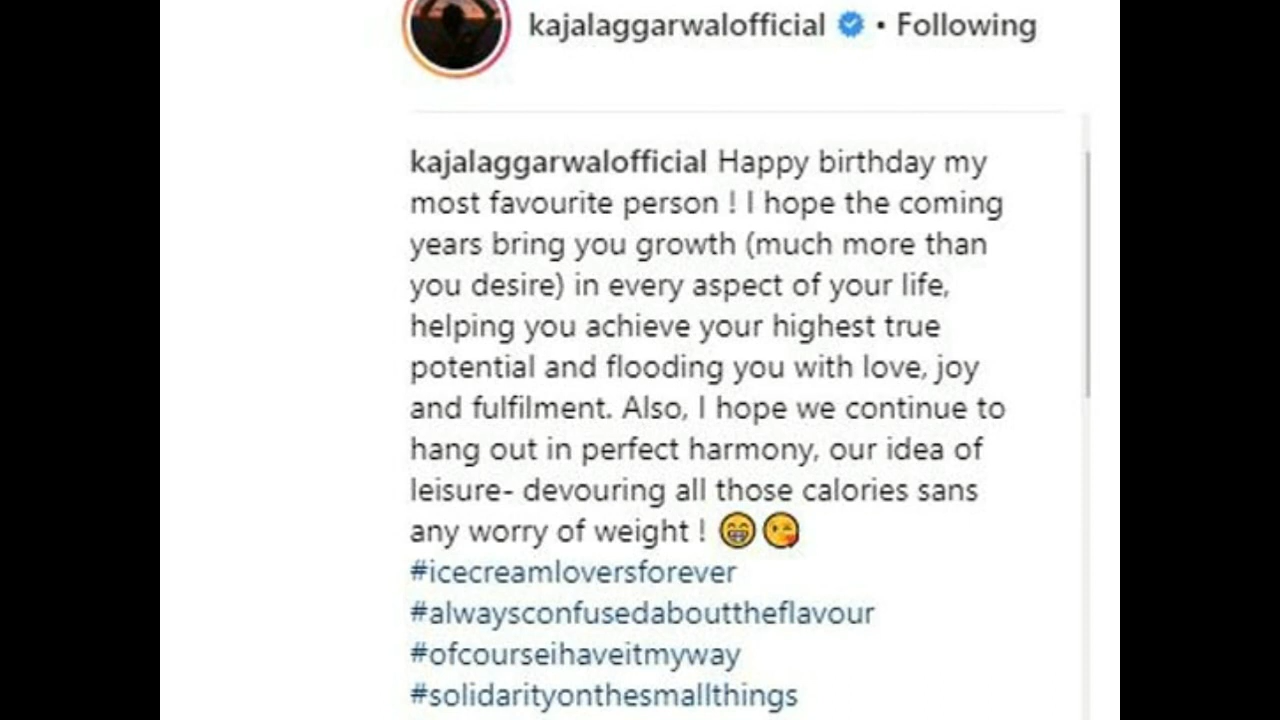 kajalaggarwalofficial • Following
kajalaggarwalofficial Happy birthday my
most favourite person ! I hope the coming
years bring you growth (much more than
you desire) in every aspect of your life,
helping you achieve your highest true
potential and flooding you with love, joy
and fulfilment. Also, I hope we continue to
hang out in perfect harmony, our idea of
leisure- devouring all those calories sans
any worry of weight ! 😁😘
#icecreamloversforever
#alwaysconfusedabouttheflavour
#ofcourseihaveitmyway
#solidarityonthesmallthings